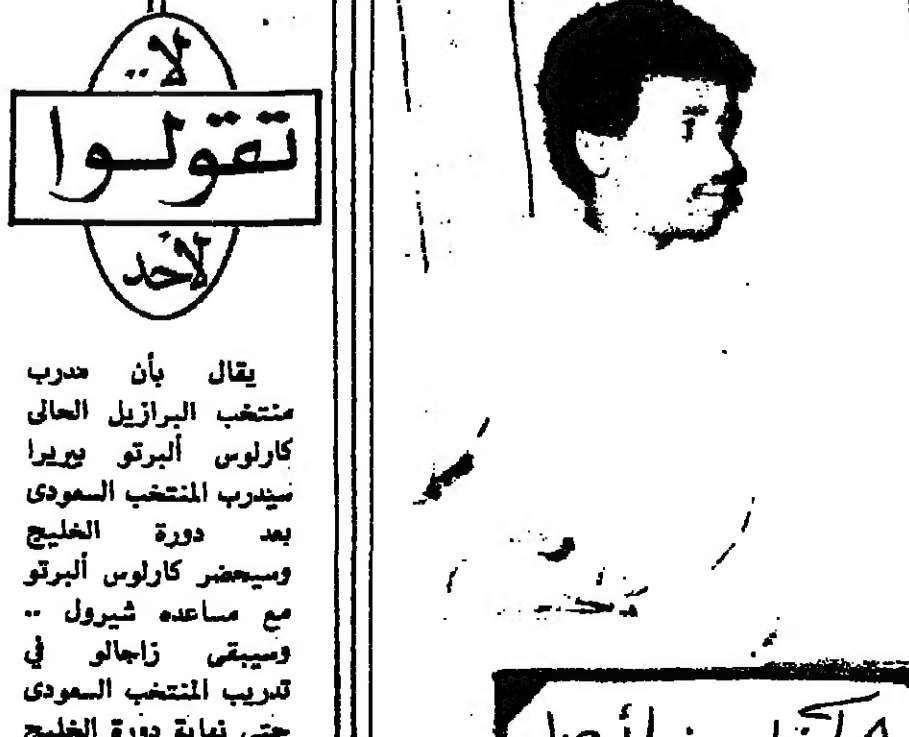 لا ..
تقولوا
لأحد
يقال بأن مدرب
منتخب البرازيل الحالى
كارلوس ألبرتو بيريرا
سيدرب المنتخب السعودى
بعد دورة الخليج
وسيحضر كارلوس ألبرتو
مع مساعده شيرول ..
وسيبقى زاجالو في
تدريب المنتخب السعودى
حتى نهاية دورة الخليج